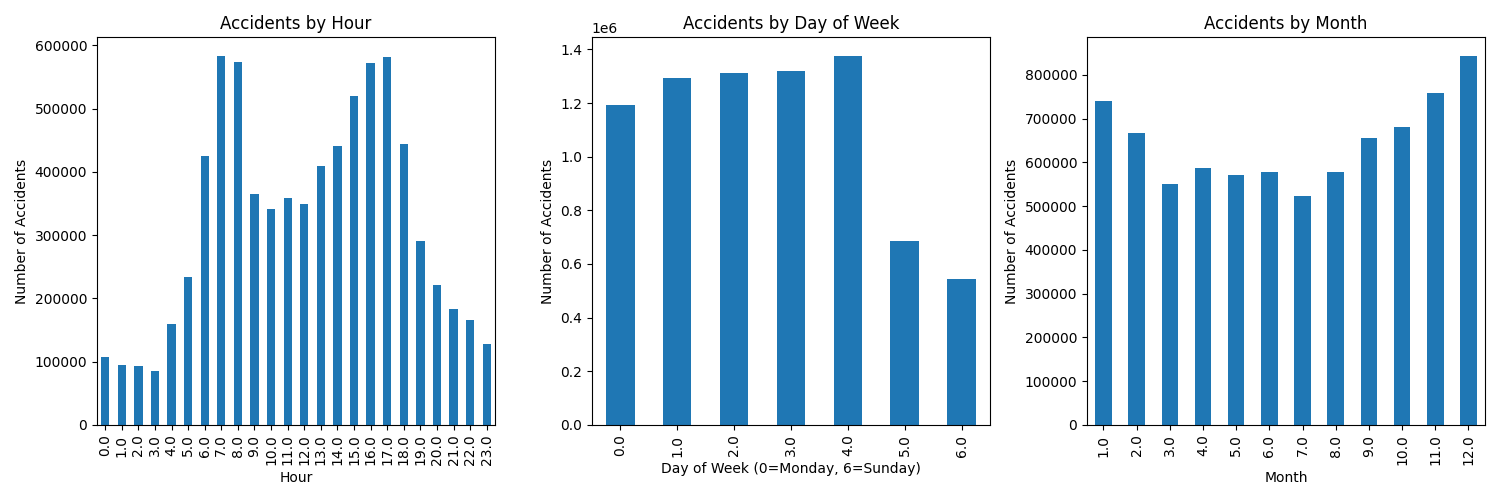 Accidents by Hour
Number of Accidents
600000
500000
400000
300000
200000
100000
0
0.0 1.0 2.0 3.0 4.0 5.0 6.0 7.0 8.0 9.0 10.0 11.0 12.0 13.0 14.0 15.0 16.0 17.0 18.0 19.0 20.0 21.0 22.0 23.0
Hour
Accidents by Day of Week
1e6
Number of Accidents
1.4
1.2
1.0
0.8
0.6
0.4
0.2
0.0
0.0 1.0 2.0 3.0 4.0 5.0 6.0
Day of Week (0=Monday, 6=Sunday)
Accidents by Month
Number of Accidents
800000
700000
600000
500000
400000
300000
200000
100000
0
1.0 2.0 3.0 4.0 5.0 6.0 7.0 8.0 9.0 10.0 11.0 12.0
Month